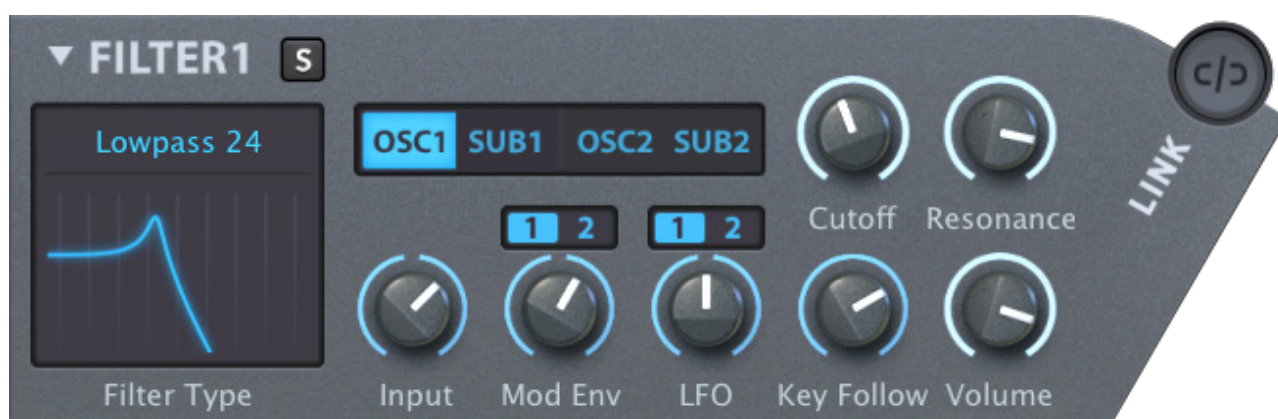 FILTER1 S
Lowpass 24
OSC1 SUB1 OSC2 SUB2
Cutoff Resonance
LINK
1 2 1 2
Filter Type Input Mod Env LFO Key Follow Volume